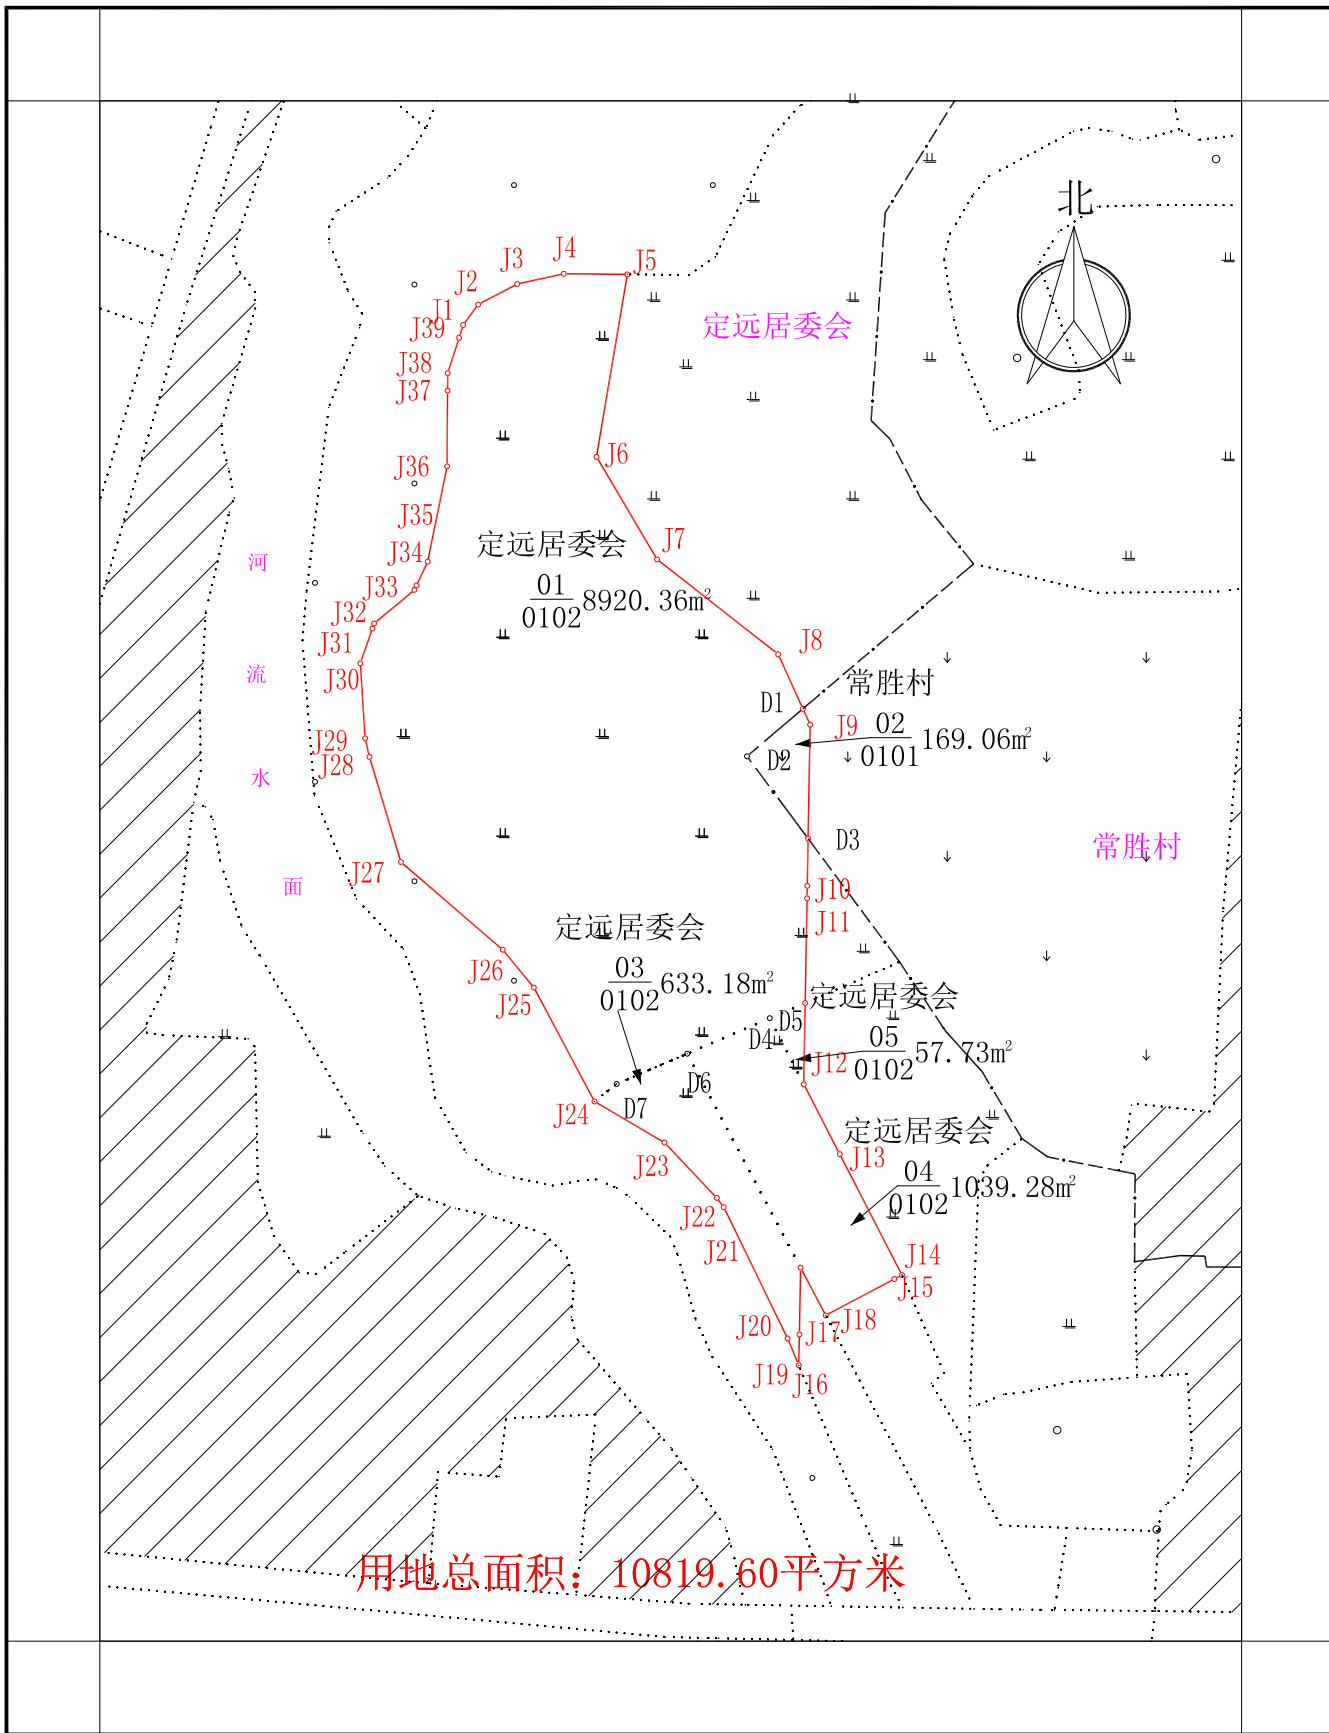 北
J4
J3
J5
J2
J1
J39
定远居委会
J38
J37
J6
J36
J35
定远居委会
J7
J34
河
01
0102
8920.36m²
J33
J32
J31
J8
流
J30
常胜村
D1
J9
02
0101
169.06m²
J29
D2
J28
水
D3
常胜村
J27
面
J10
J11
定远居委会
J26
03
0102
633.18m²
J25
定远居委会
D5
D4
05
0102
57.73m²
J12
D6
D7
J24
定远居委会
J23
J13
04
0102
1039.28m²
J22
J21
J14
J15
J18
J20
J17
J19
J16
用地总面积：10819.60平方米